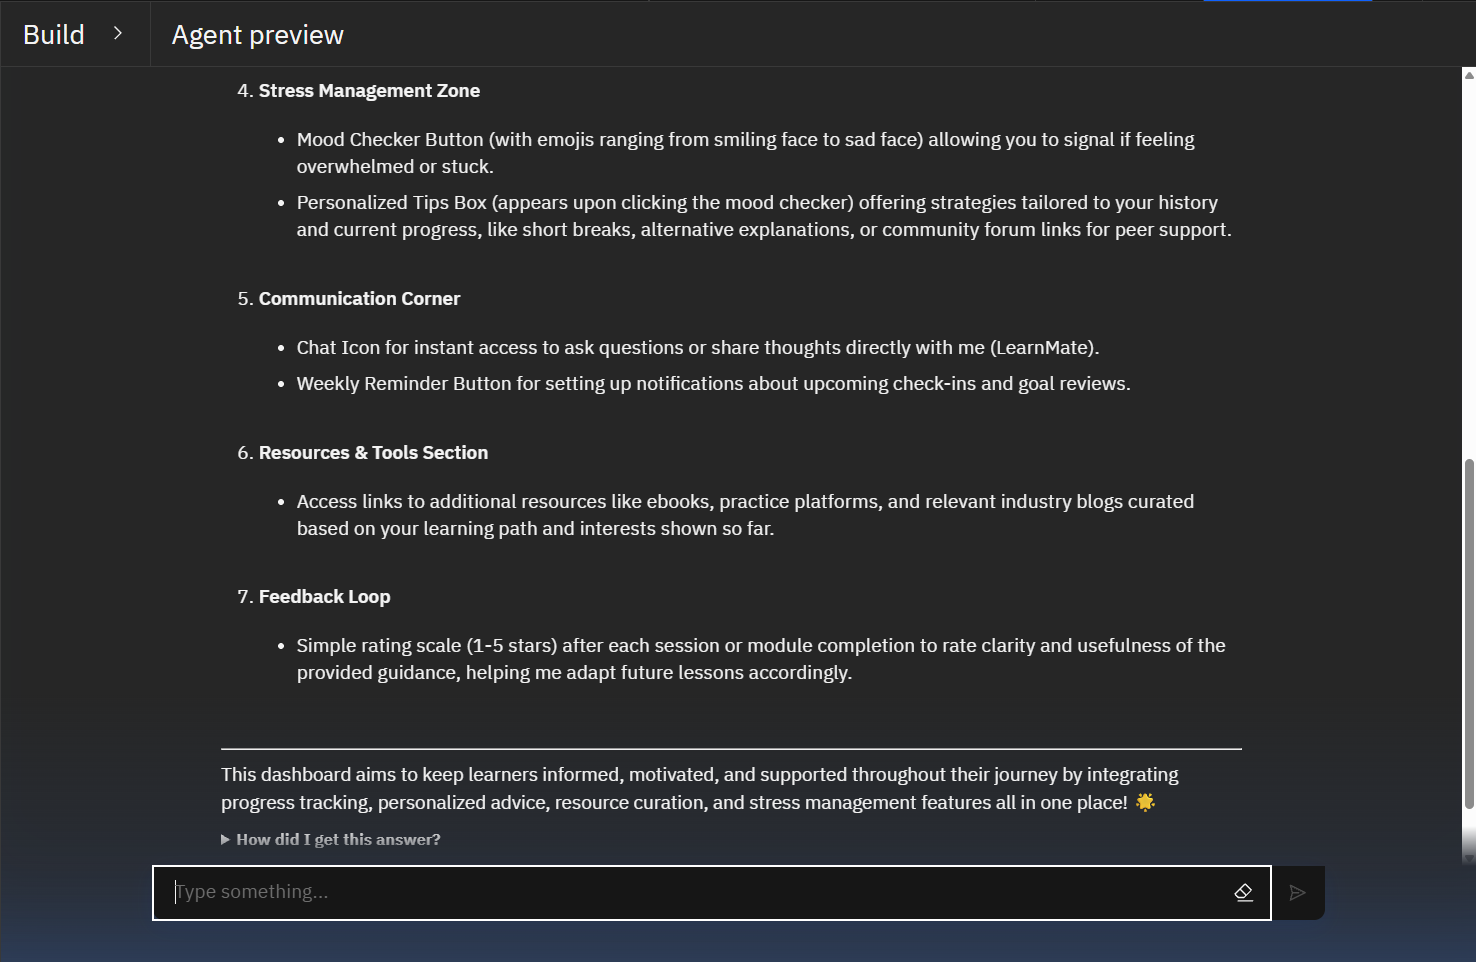 Build
Agent preview
4. Stress Management Zone
• Mood Checker Button (with emojis ranging from smiling face to sad face) allowing you to signal if feeling
overwhelmed or stuck.
• Personalized Tips Box (appears upon clicking the mood checker) offering strategies tailored to your history
and current progress, like short breaks, alternative explanations, or community forum links for peer support.
5. Communication Corner
• Chat Icon for instant access to ask questions or share thoughts directly with me (LearnMate).
• Weekly Reminder Button for setting up notifications about upcoming check-ins and goal reviews.
6. Resources & Tools Section
• Access links to additional resources like ebooks, practice platforms, and relevant industry blogs curated
based on your learning path and interests shown so far.
7. Feedback Loop
• Simple rating scale (1-5 stars) after each session or module completion to rate clarity and usefulness of the
provided guidance, helping me adapt future lessons accordingly.
This dashboard aims to keep learners informed, motivated, and supported throughout their journey by integrating
progress tracking, personalized advice, resource curation, and stress management features all in one place! 🌟
How did I get this answer?
Type something...